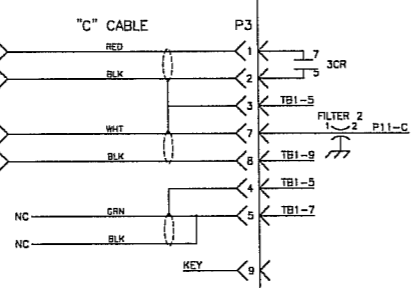 "C" CABLE P3
RED 1 7
3CR
BLK 2 5
3 TB1-5
FILTER 2
WHT 7 1 2 P11-C
BLK 8 TB1-9
4 TB1-5
NC GRN 5 TB1-7
NC BLK
KEY 9